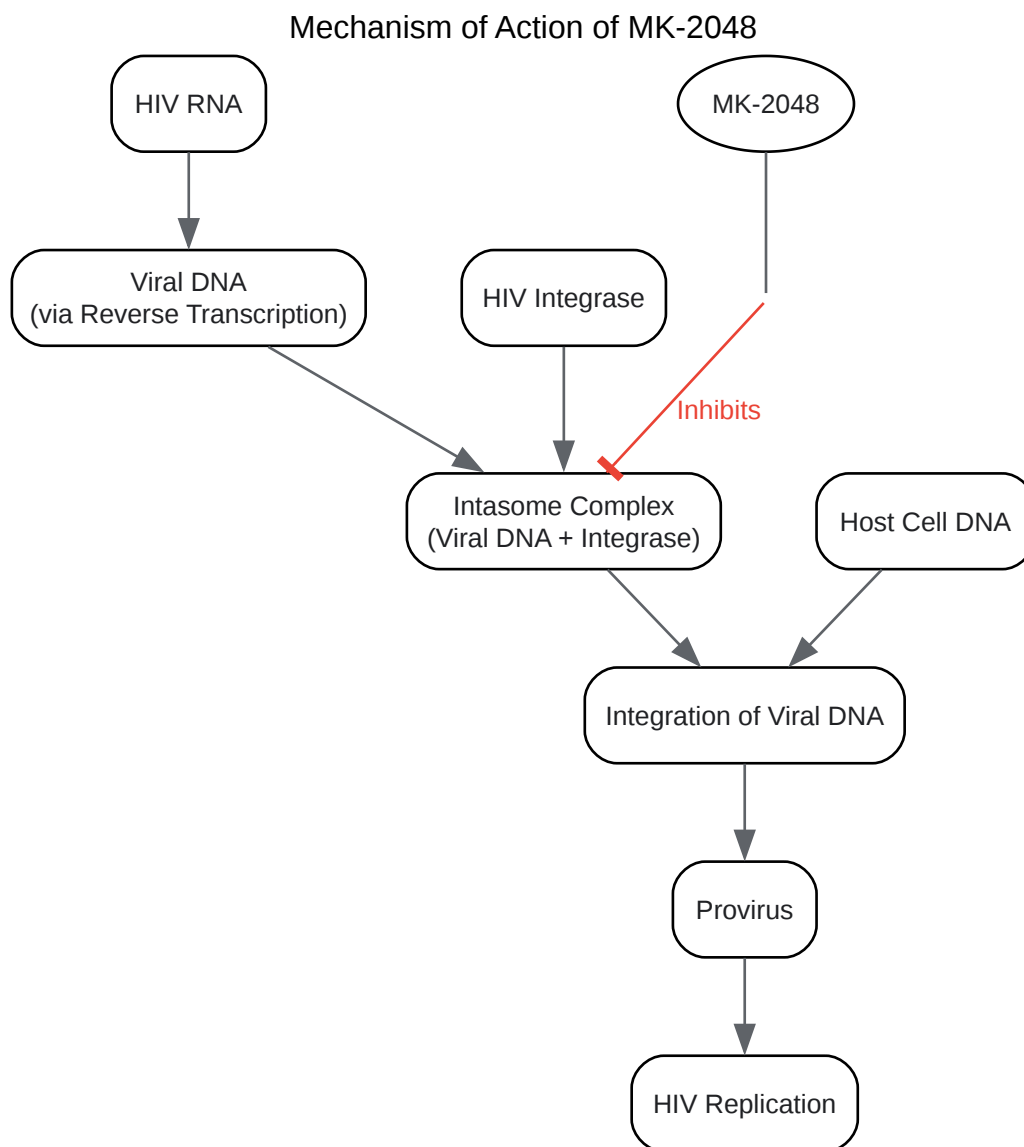 Mechanism of Action of MK-2048
HIV RNA
MK-2048
Viral DNA
(via Reverse Transcription)
HIV Integrase
Inhibits
Intasome Complex
(Viral DNA + Integrase)
Host Cell DNA
Integration of Viral DNA
Provirus
HIV Replication